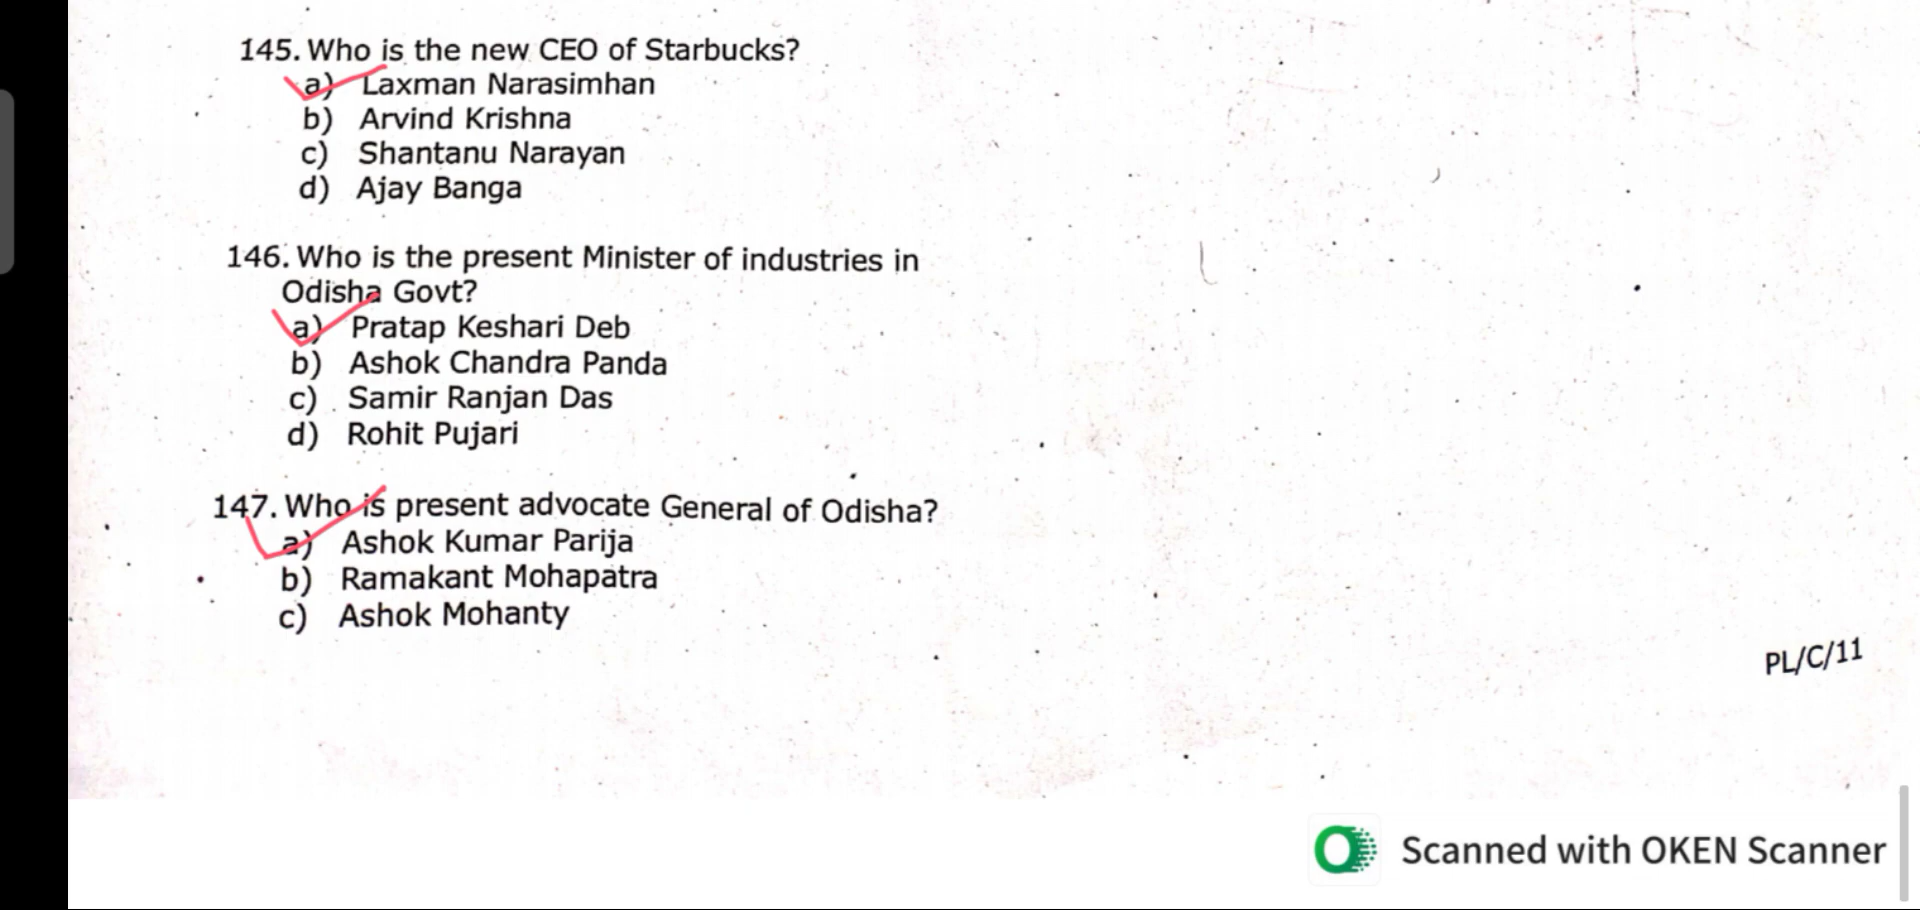 145. Who is the new CEO of Starbucks?
a) Laxman Narasimhan
b) Arvind Krishna
c) Shantanu Narayan
d) Ajay Banga
146. Who is the present Minister of industries in
Odisha Govt?
a) Pratap Keshari Deb
b) Ashok Chandra Panda
c) Samir Ranjan Das
d) Rohit Pujari
147. Who is present advocate General of Odisha?
a) Ashok Kumar Parija
b) Ramakant Mohapatra
c) Ashok Mohanty
PL/C/11
Scanned with OKEN Scanner